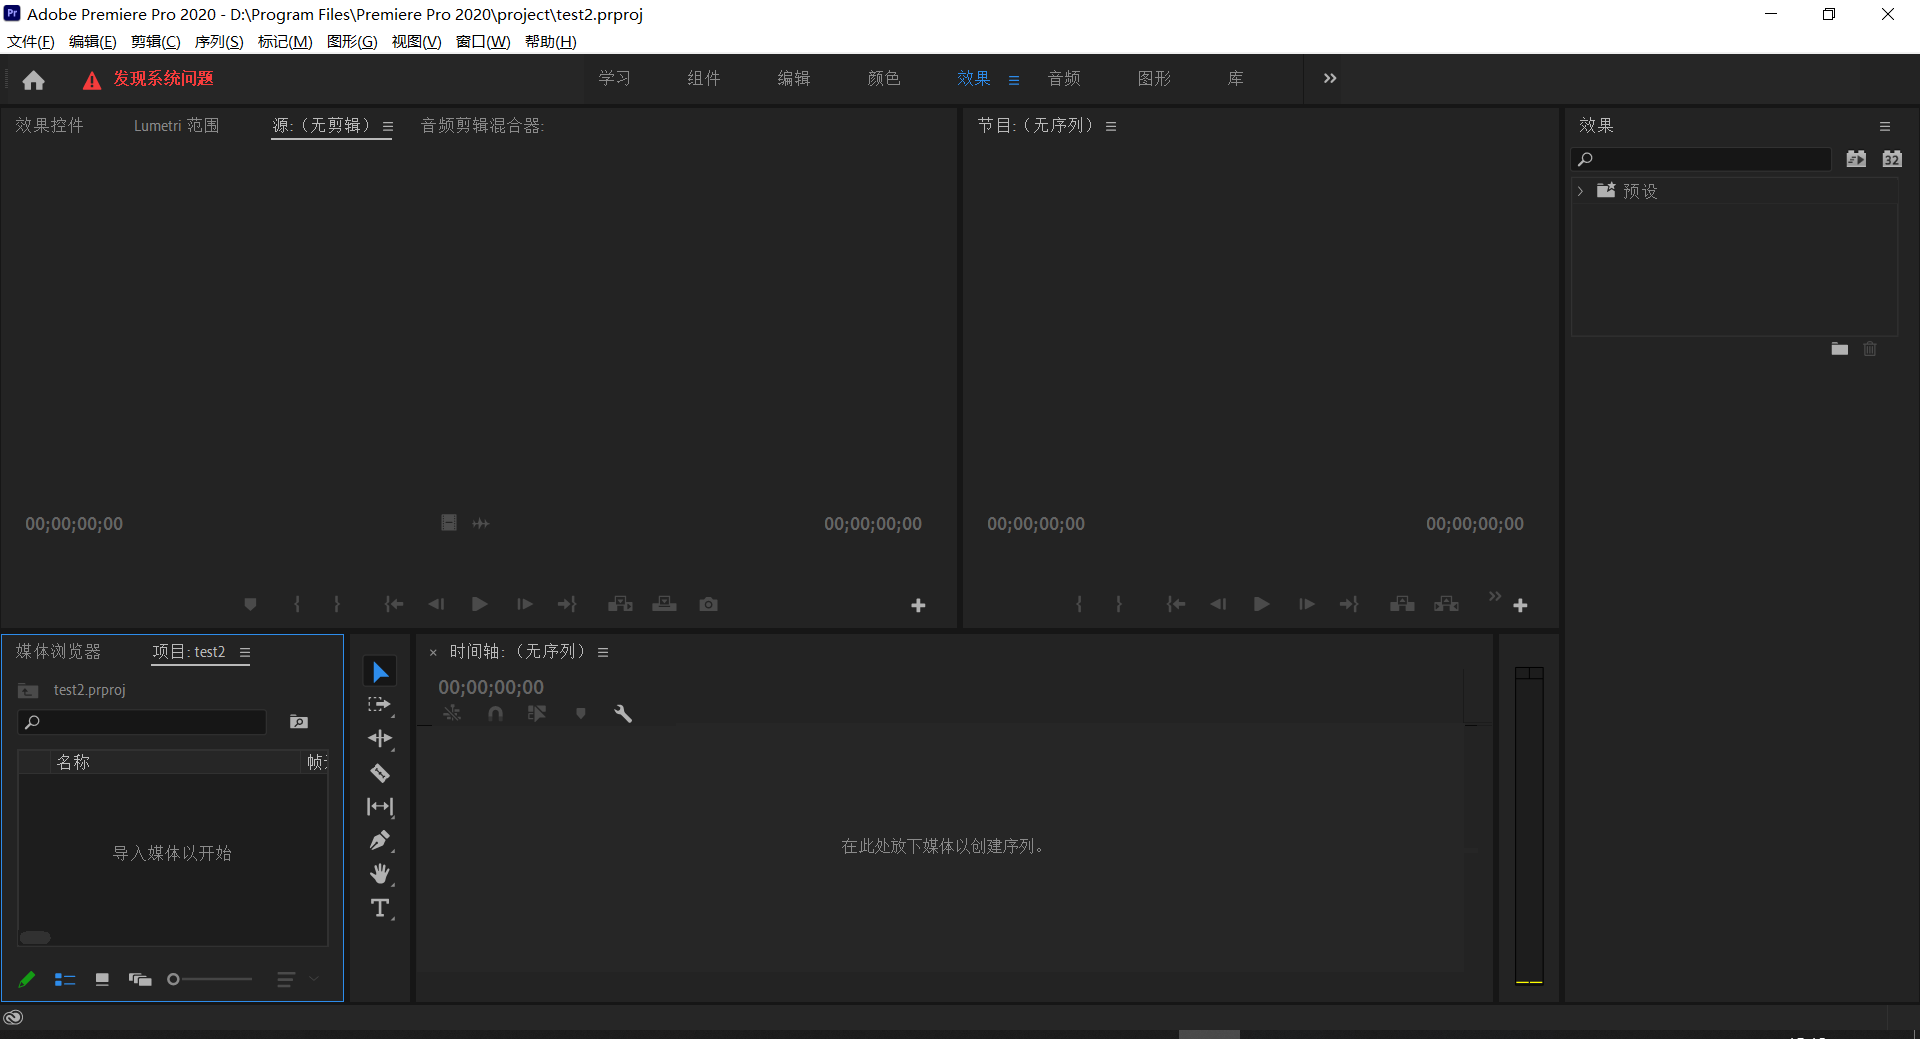 Adobe Premiere Pro 2020 - D:\Program Files\Premiere Pro 2020\project\test2.prproj
文件(F) 编辑(E) 剪辑(C) 序列(S) 标记(M) 图形(G) 视图(V) 窗口(W) 帮助(H)
发现系统问题 学习 组件 编辑 颜色 效果 音频 图形 库
效果控件 Lumetri 范围 源:（无剪辑） 音频剪辑混合器: 节目:（无序列） 效果
32
预设
00;00;00;00 00;00;00;00 00;00;00;00 00;00;00;00
媒体浏览器 项目: test2 × 时间轴:（无序列）
test2.prproj 00;00;00;00
名称 帧
导入媒体以开始 在此处放下媒体以创建序列。